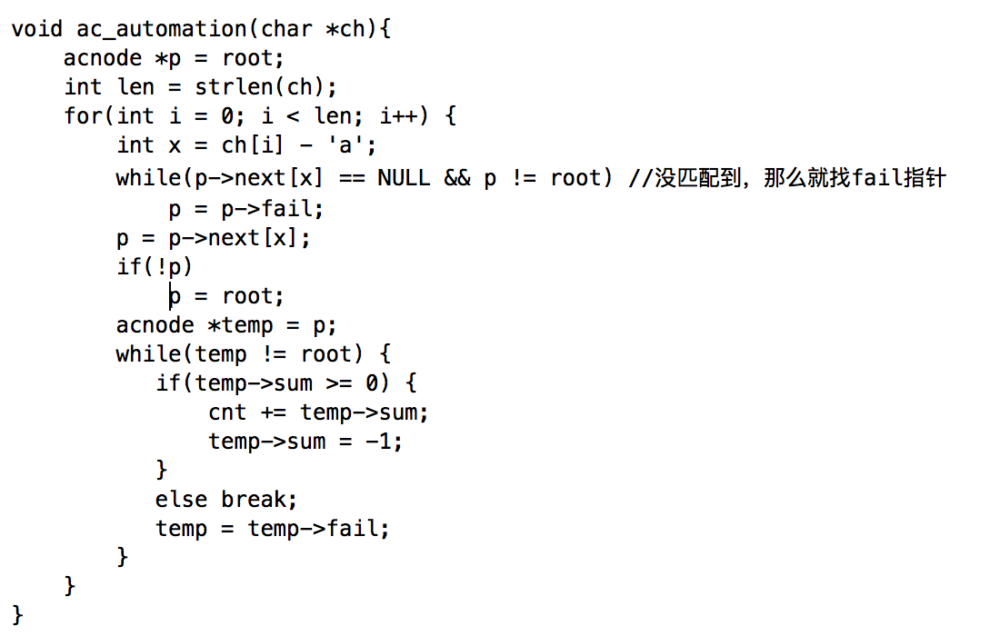 void ac_automation(char *ch){
    acnode *p = root;
    int len = strlen(ch);
    for(int i = 0; i < len; i++) {
        int x = ch[i] - 'a';
        while(p->next[x] == NULL && p != root) //没匹配到，那么就找fail指针
            p = p->fail;
        p = p->next[x];
        if(!p)
            p = root;
        acnode *temp = p;
        while(temp != root) {
           if(temp->sum >= 0) {
               cnt += temp->sum;
               temp->sum = -1;
           }
           else break;
           temp = temp->fail;
        }
    }
}